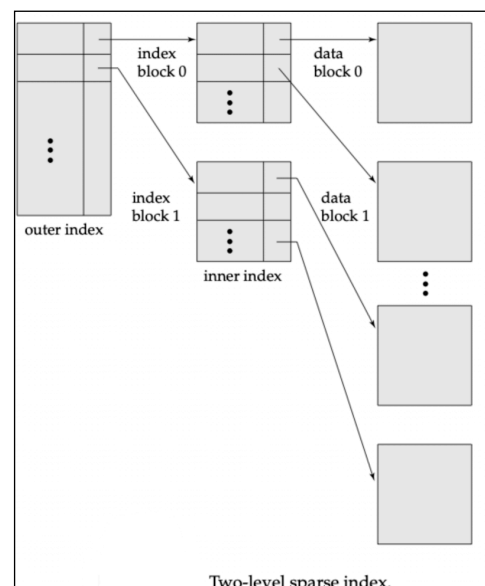 index
block 0
data
block 0
outer index
index
block 1
data
block 1
inner index
Two-level sparse index.